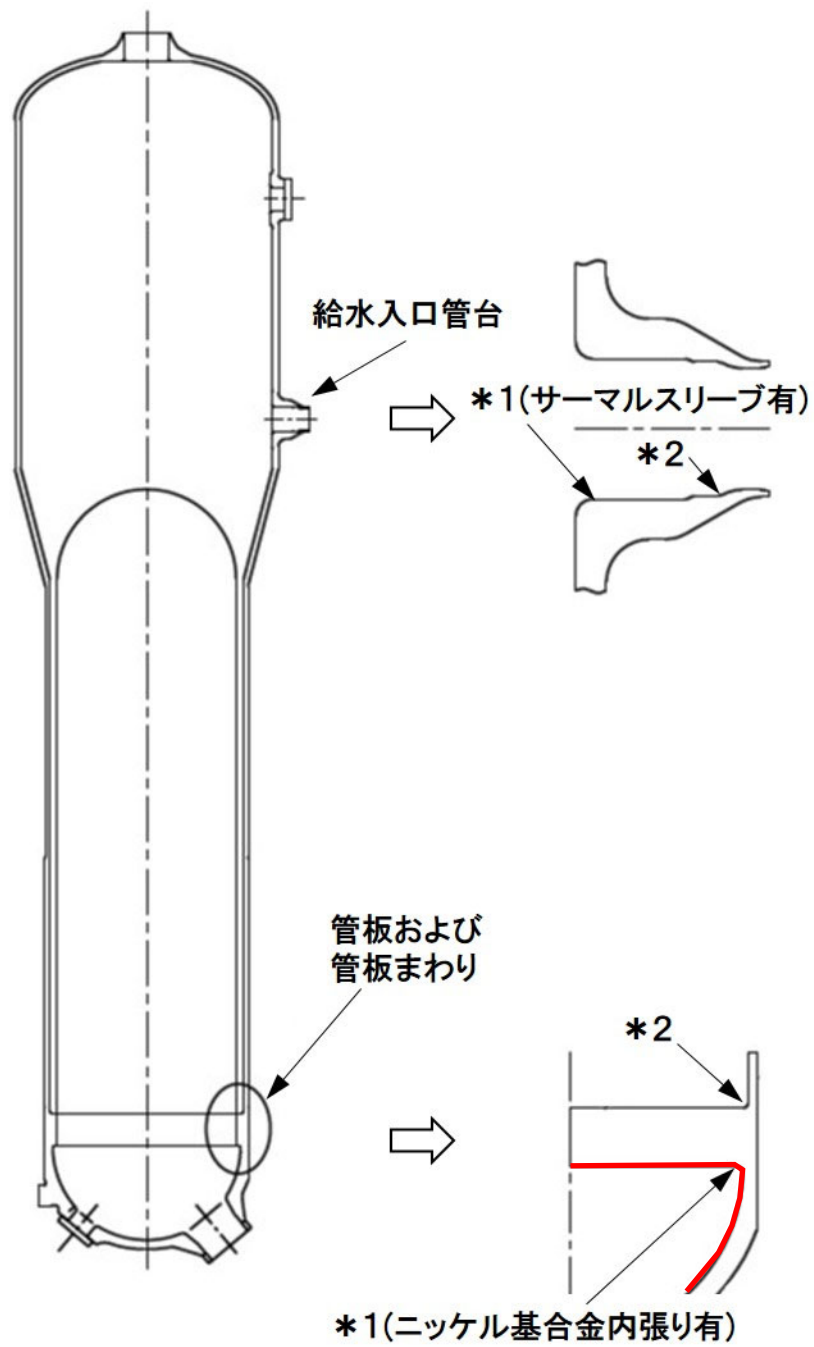 給水入口管台
＊1(サーマルスリーブ有)
＊2
管板および
管板まわり
＊2
＊1(ニッケル基合金内張り有)